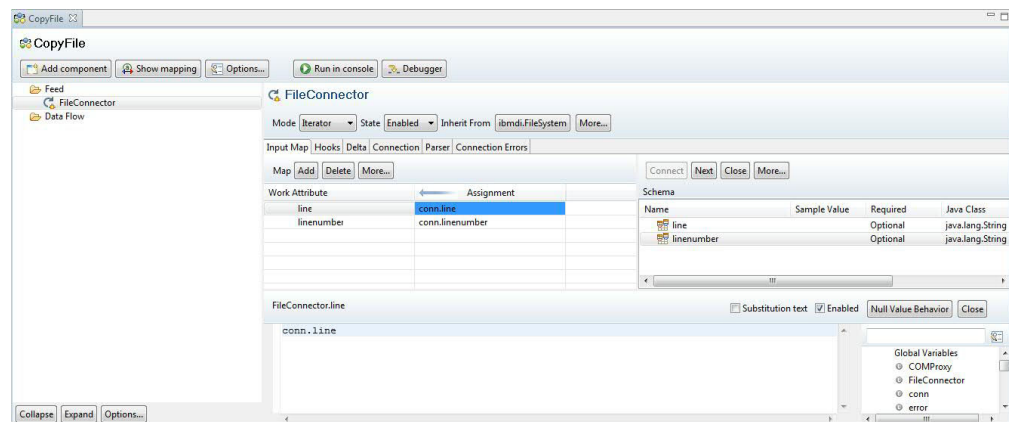 CopyFile
CopyFile
Add component Show mapping Options... Run in console Debugger
Feed
FileConnector
Data Flow
FileConnector
Mode Iterator State Enabled Inherit From ibmdi.FileSystem More...
Input Map Hooks Delta Connection Parser Connection Errors
Map Add Delete More...
Connect Next Close More...
Work Attribute Assignment
line conn.line
linenumber conn.linenumber
Schema
Name Sample Value Required Java Class
line Optional java.lang.String
linenumber Optional java.lang.String
FileConnector.line
Substitution text Enabled Null Value Behavior Close
conn.line
Global Variables
COMProxy
FileConnector
conn
error
Collapse Expand Options...